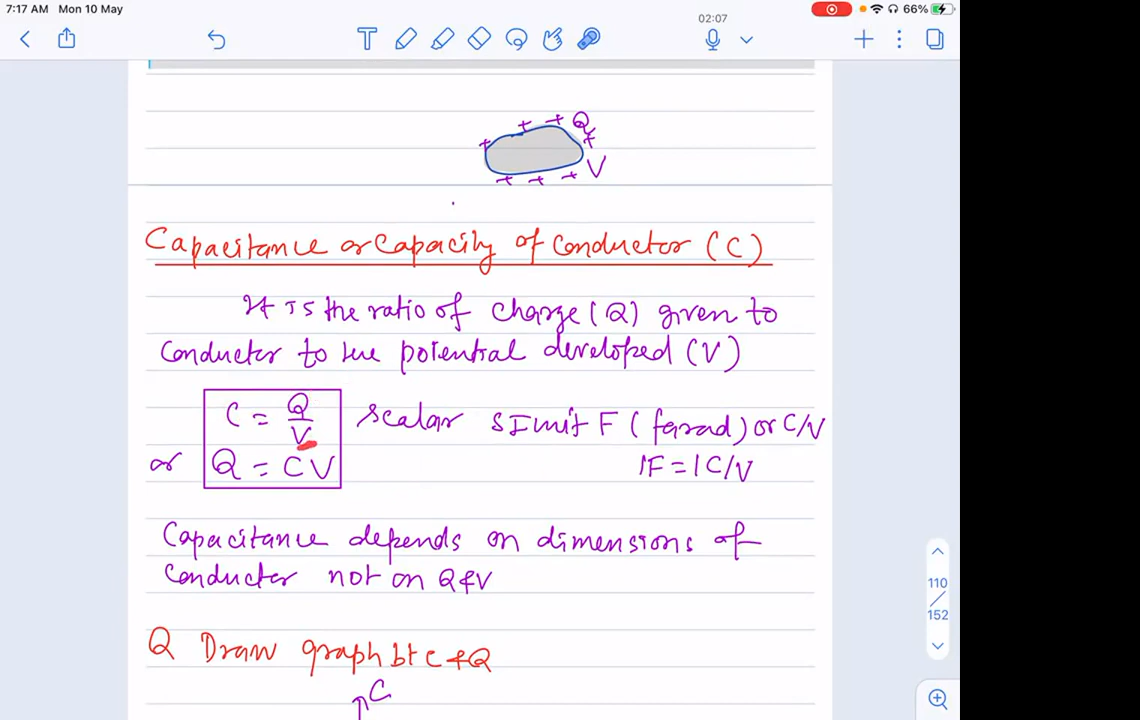 7:17 AM Mon 10 May
66%
02:07
T
+ + + Q
+
V
+ + +
Capacitance or Capacity of Conductor (C)
It is the ratio of charge (Q) given to
Conductor to the potential developed (V)
C = Q/V scalar SI unit F (farad) or C/V
or Q = CV 1F = 1 C/V
Capacitance depends on dimensions of
Conductor not on Q & V
Q Draw graph bt C & Q
↑C
110
/
152